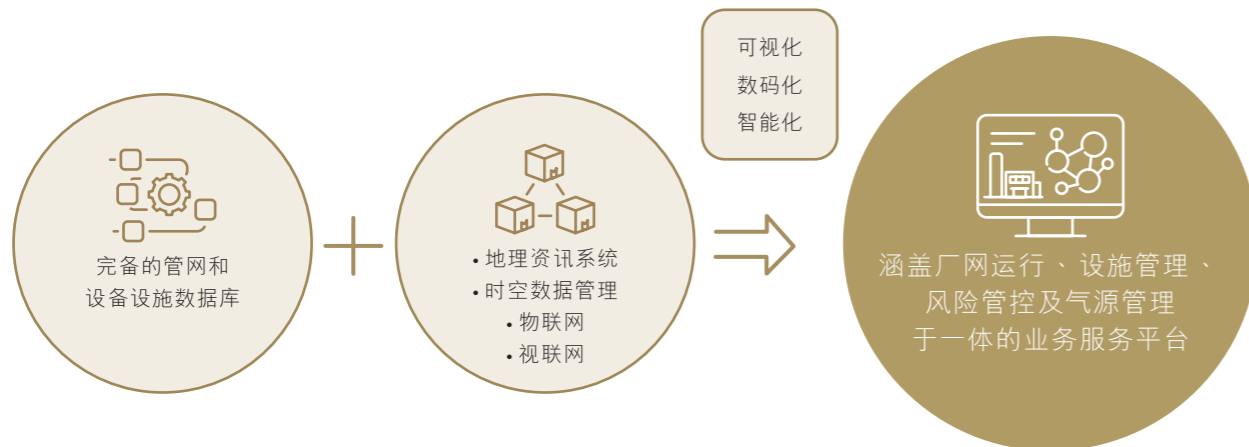 完备的管网和
设备设施数据库
• 地理资讯系统
• 时空数据管理
• 物联网
• 视联网
可视化
数码化
智能化
涵盖厂网运行、设施管理、
风险管控及气源管理
于一体的业务服务平台